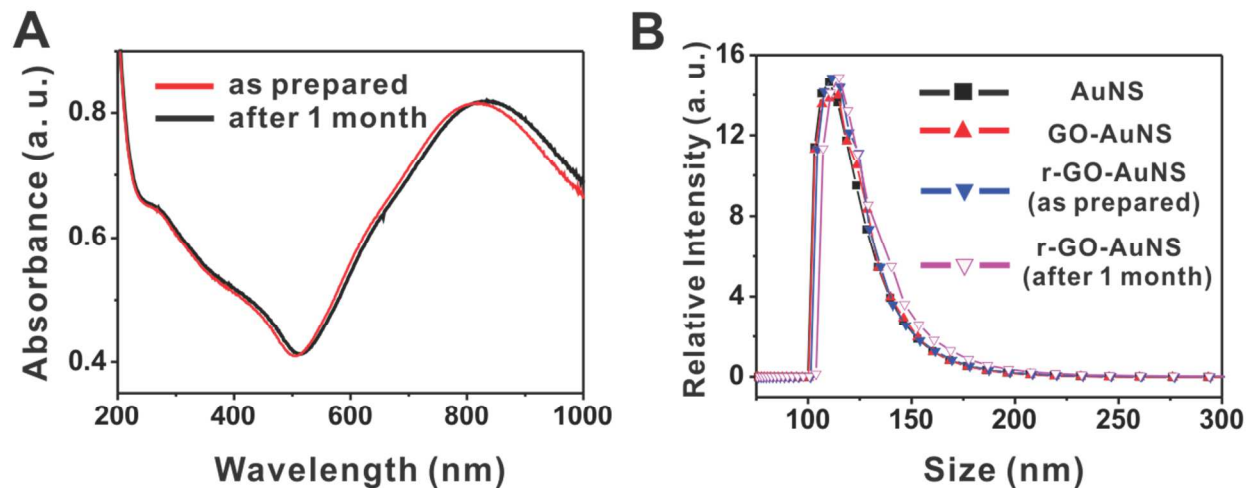 A
Absorbance (a. u.)
0.8
0.6
0.4
as prepared
after 1 month
200
400
600
800
1000
Wavelength (nm)
B
Relative Intensity (a. u.)
16
12
8
4
0
AuNS
GO-AuNS
r-GO-AuNS
(as prepared)
r-GO-AuNS
(after 1 month)
100
150
200
250
300
Size (nm)